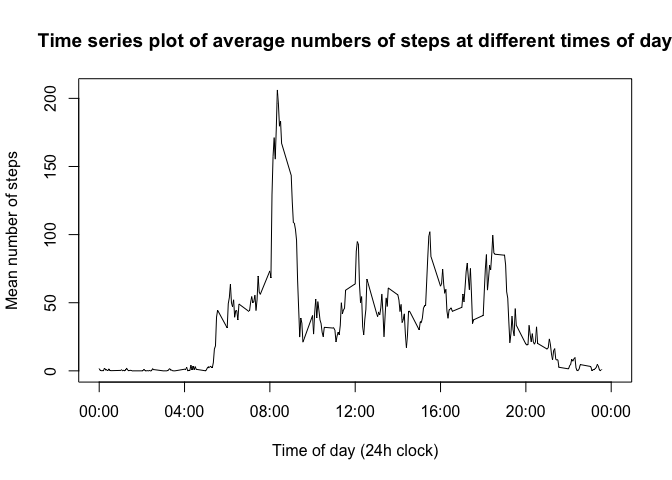 Time series plot of average numbers of steps at different times of day
Mean number of steps
200
150
100
50
0
00:00 04:00 08:00 12:00 16:00 20:00 00:00
Time of day (24h clock)